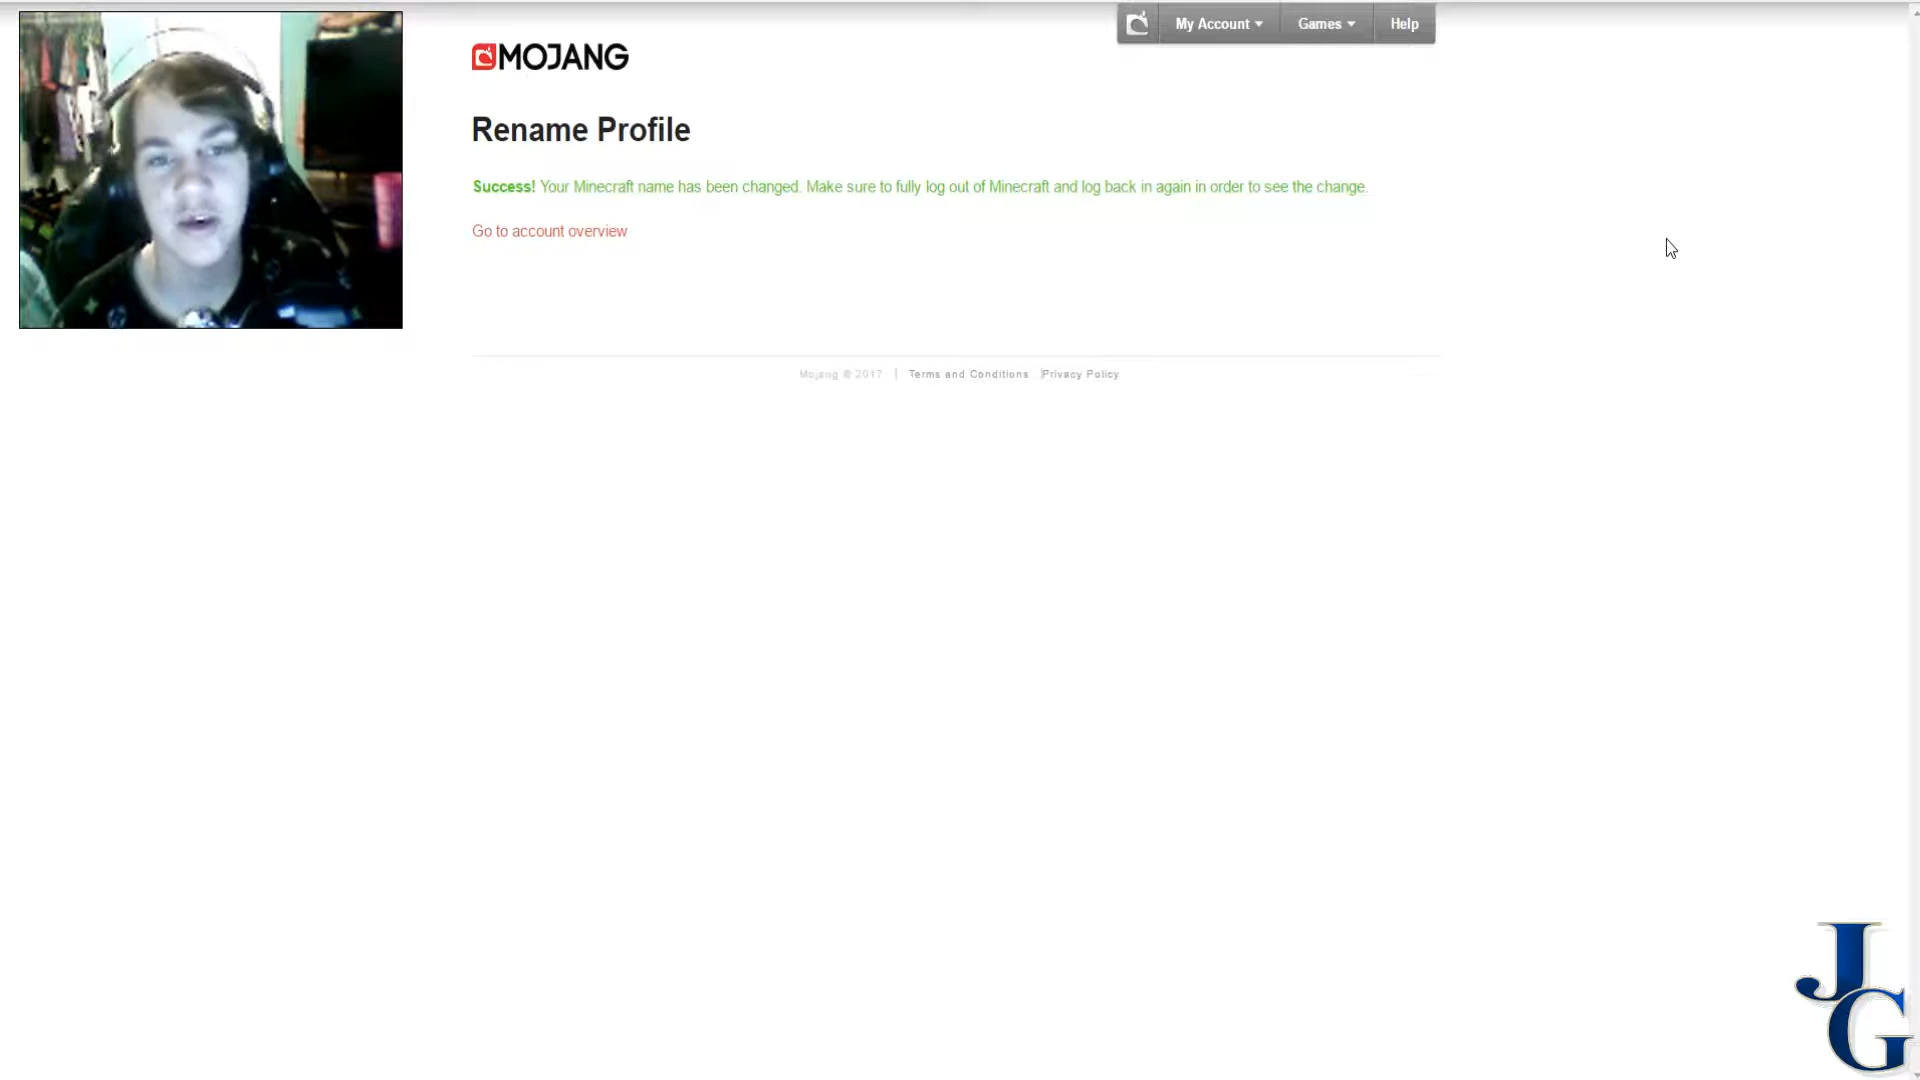 My Account Games Help
MOJANG
Rename Profile
Success! Your Minecraft name has been changed. Make sure to fully log out of Minecraft and log back in again in order to see the change.
Go to account overview
Mojang © 2017 | Terms and Conditions | Privacy Policy
JG